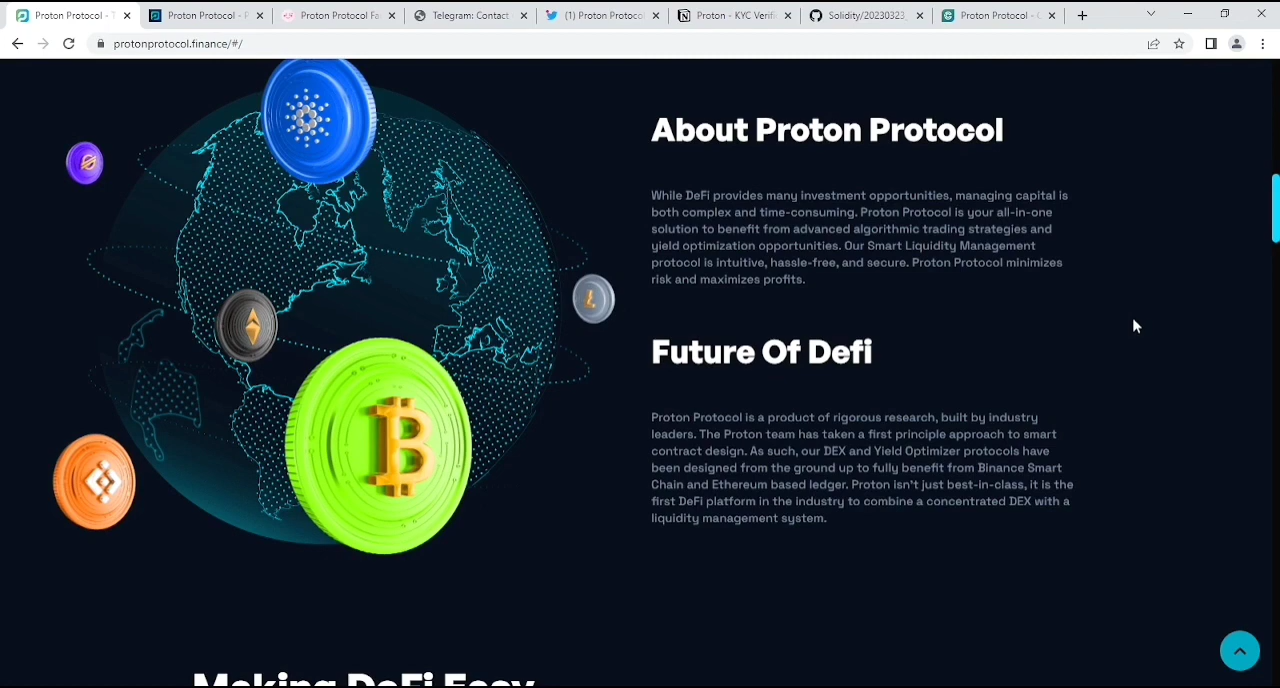 Proton Protocol - T
Proton Protocol - P
Proton Protocol Fa
Telegram: Contact
(1) Proton Protoco
Proton - KYC Verifi
Solidity/20230323
Proton Protocol -
protonprotocol.finance/#/
About Proton Protocol
While DeFi provides many investment opportunities, managing capital is
both complex and time-consuming. Proton Protocol is your all-in-one
solution to benefit from advanced algorithmic trading strategies and
yield optimization opportunities. Our Smart Liquidity Management
protocol is intuitive, hassle-free, and secure. Proton Protocol minimizes
risk and maximizes profits.
Future Of Defi
Proton Protocol is a product of rigorous research, built by industry
leaders. The Proton team has taken a first principle approach to smart
contract design. As such, our DEX and Yield Optimizer protocols have
been designed from the ground up to fully benefit from Binance Smart
Chain and Ethereum based ledger. Proton isn't just best-in-class, it is the
first DeFi platform in the industry to combine a concentrated DEX with a
liquidity management system.
Making DeFi Easy